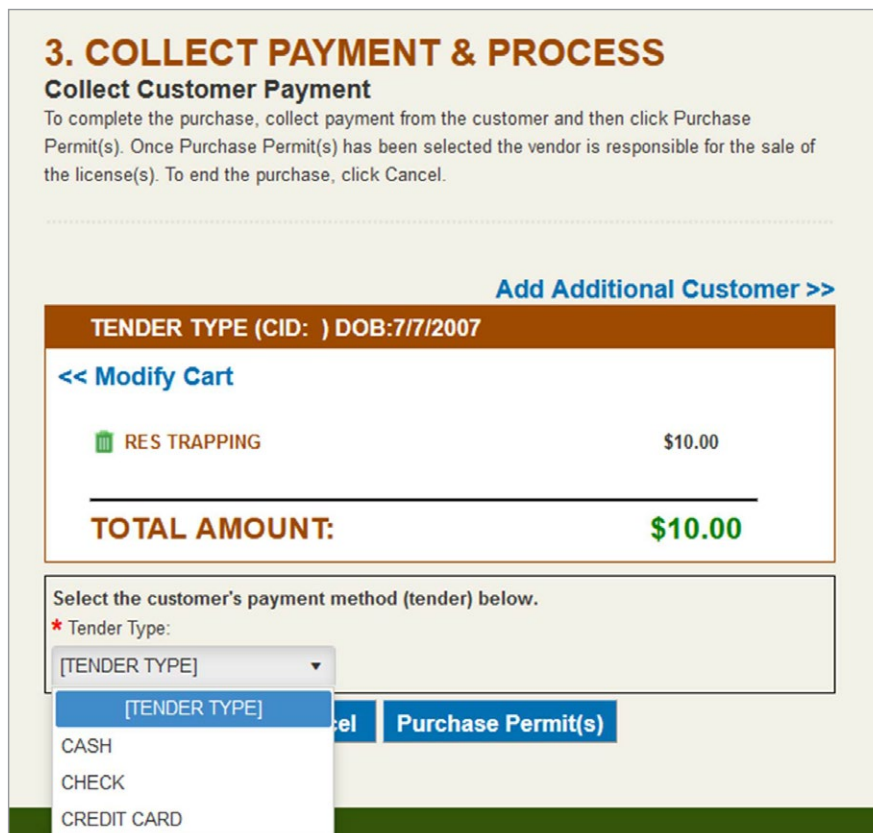 3. COLLECT PAYMENT & PROCESS
Collect Customer Payment
To complete the purchase, collect payment from the customer and then click Purchase
Permit(s). Once Purchase Permit(s) has been selected the vendor is responsible for the sale of
the license(s). To end the purchase, click Cancel.
Add Additional Customer >>
TENDER TYPE (CID:  ) DOB:7/7/2007
<< Modify Cart
RES TRAPPING $10.00
TOTAL AMOUNT: $10.00
Select the customer's payment method (tender) below.
* Tender Type:
[TENDER TYPE]
[TENDER TYPE]
Purchase Permit(s)
CASH
CHECK
CREDIT CARD